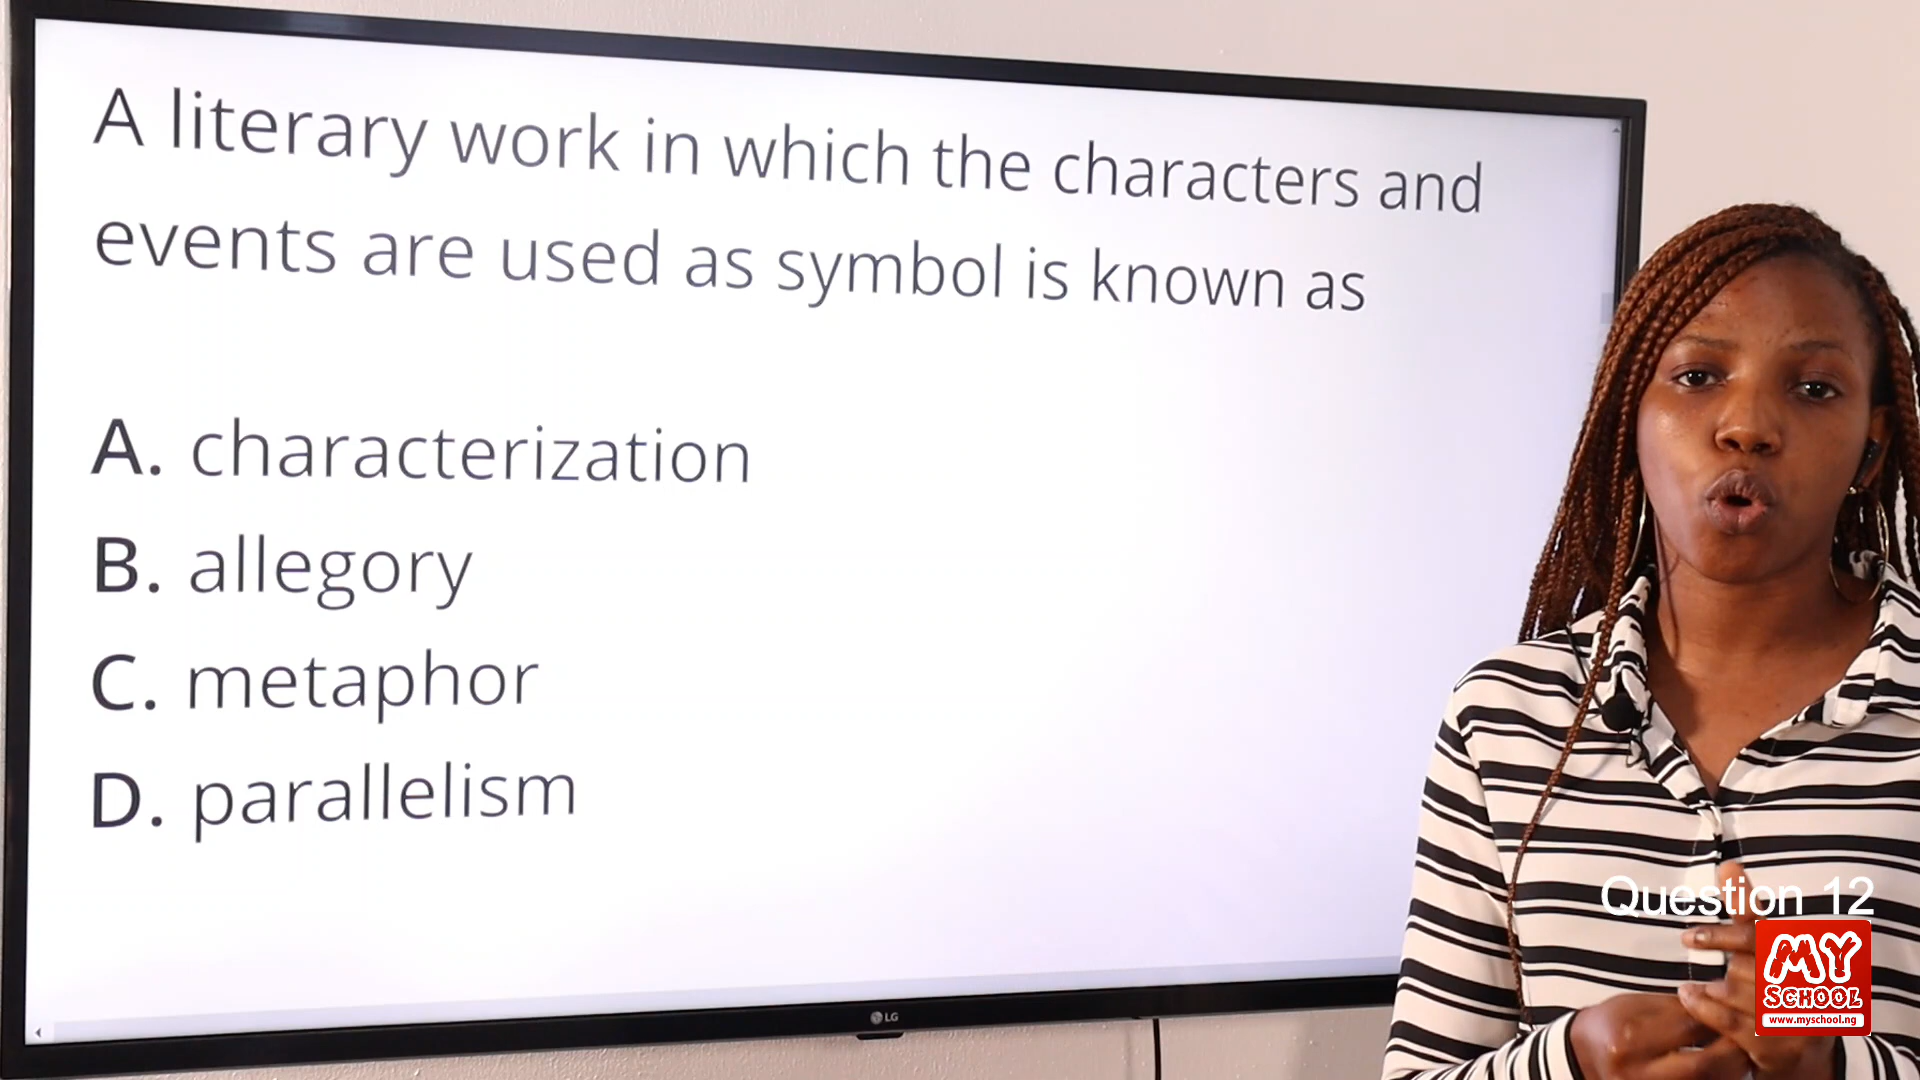 A literary work in which the characters and
events are used as symbol is known as
A. characterization
B. allegory
C. metaphor
D. parallelism
LG
Question 12
MY
SCHOOL
www.myschool.ng